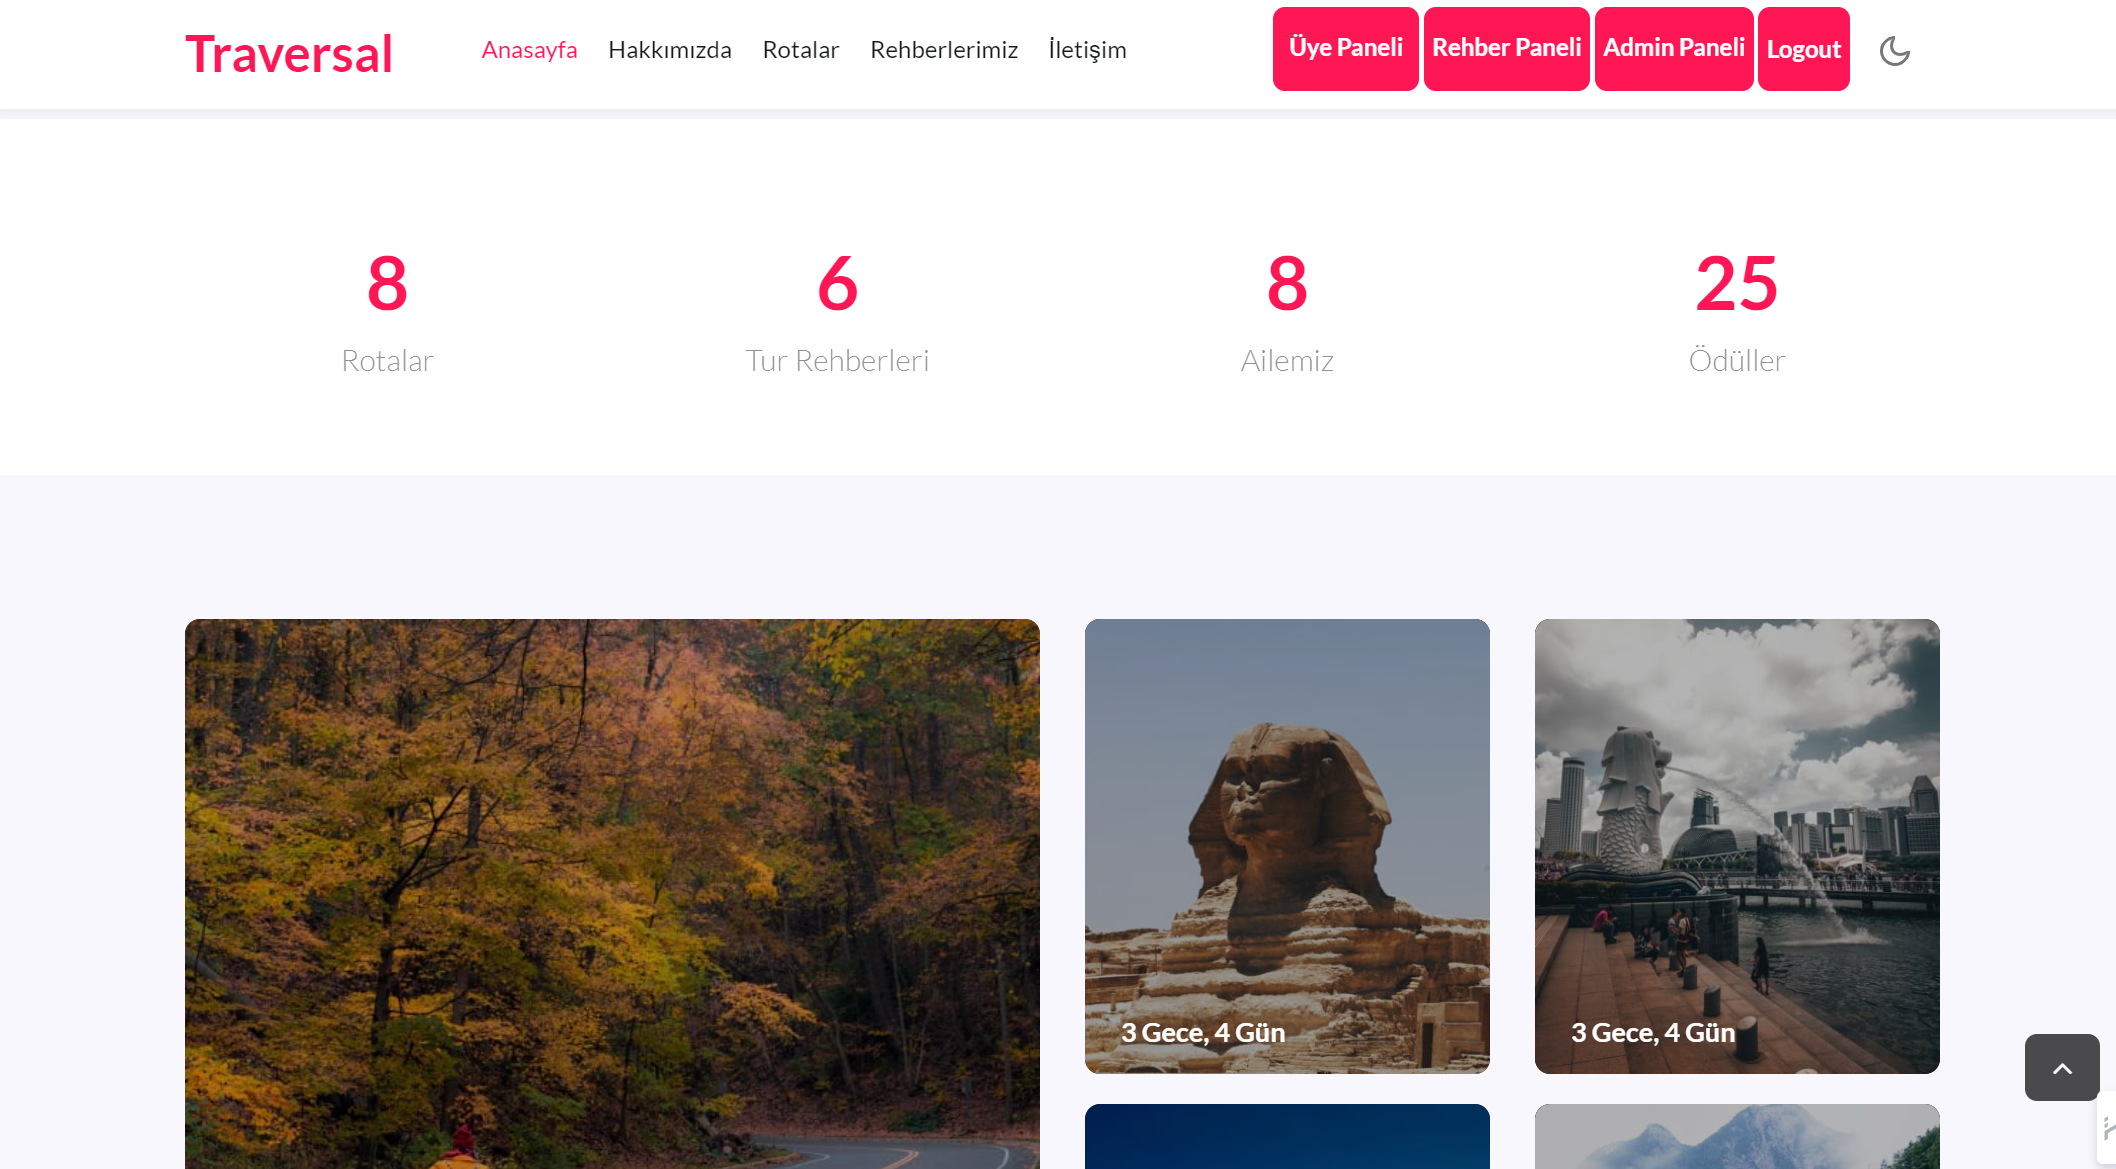 Traversal
Anasayfa Hakkımızda Rotalar Rehberlerimiz İletişim
Üye Paneli Rehber Paneli Admin Paneli Logout
8 6 8 25
Rotalar Tur Rehberleri Ailemiz Ödüller
3 Gece, 4 Gün 3 Gece, 4 Gün